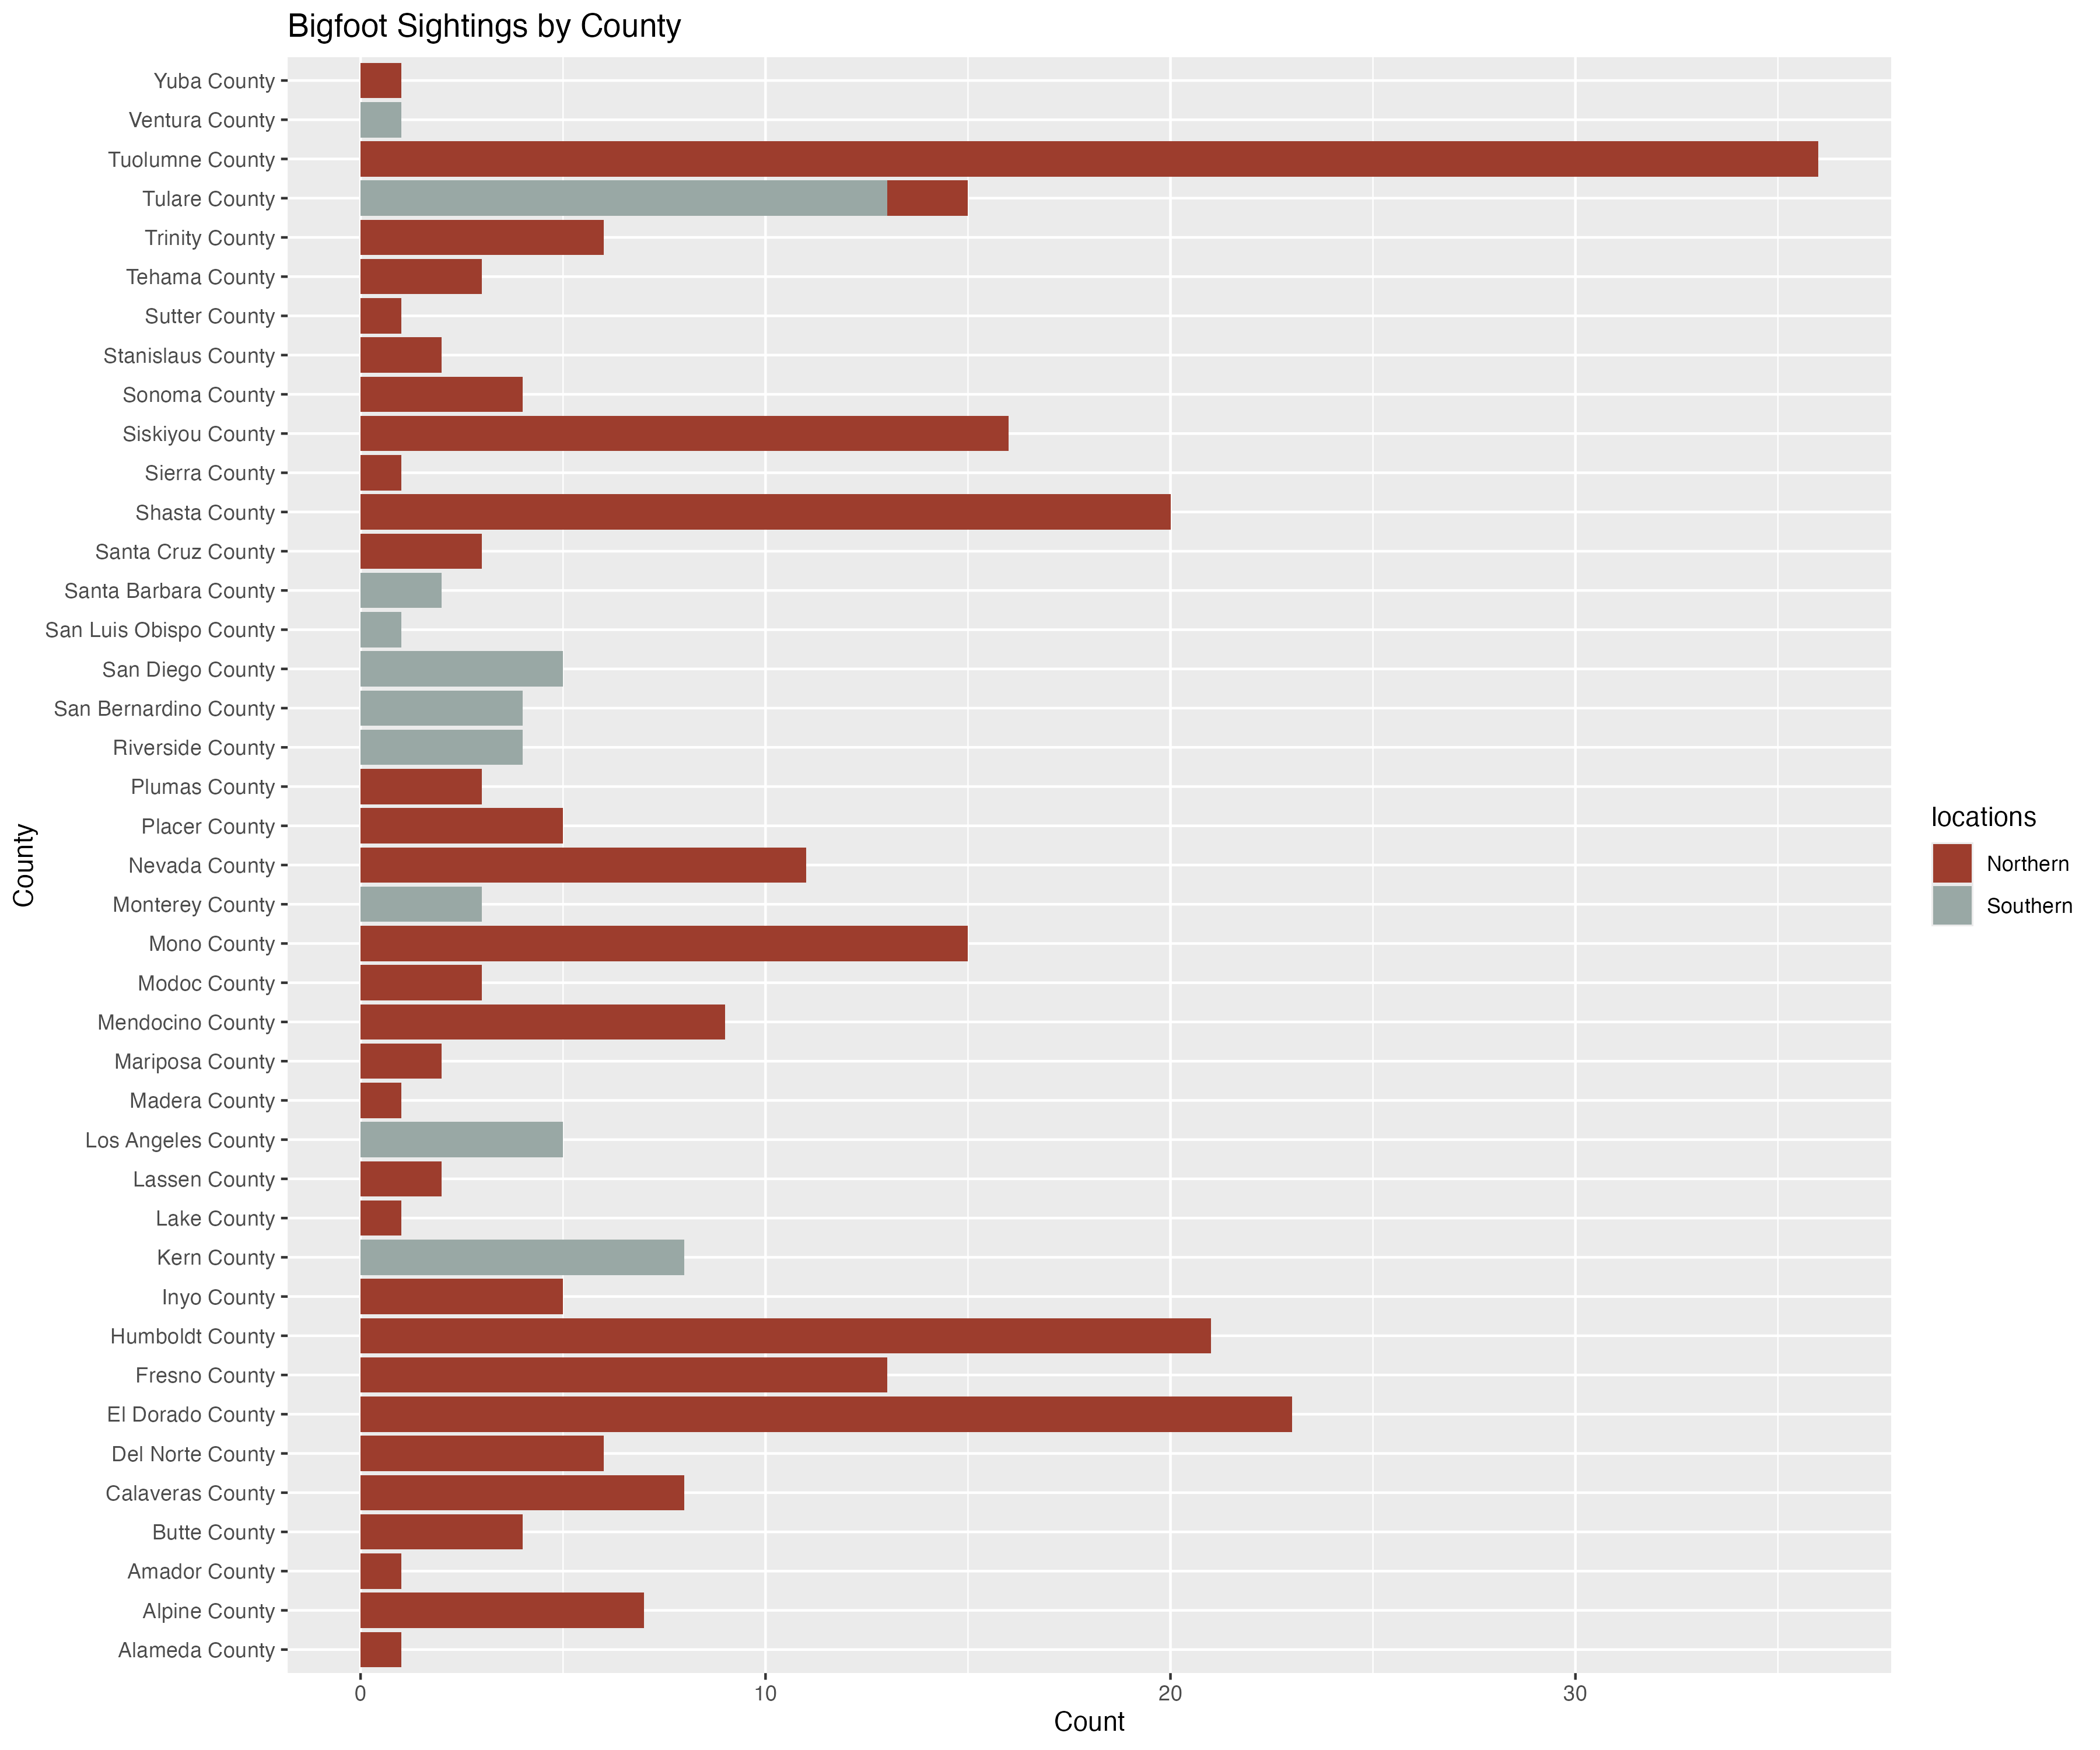 Bigfoot Sightings by County
Yuba County
Ventura County
Tuolumne County
Tulare County
Trinity County
Tehama County
Sutter County
Stanislaus County
Sonoma County
Siskiyou County
Sierra County
Shasta County
Santa Cruz County
Santa Barbara County
San Luis Obispo County
San Diego County
San Bernardino County
Riverside County
Plumas County
Placer County
Nevada County
Monterey County
Mono County
Modoc County
Mendocino County
Mariposa County
Madera County
Los Angeles County
Lassen County
Lake County
Kern County
Inyo County
Humboldt County
Fresno County
El Dorado County
Del Norte County
Calaveras County
Butte County
Amador County
Alpine County
Alameda County
County
0 10 20 30
Count
locations
Northern
Southern